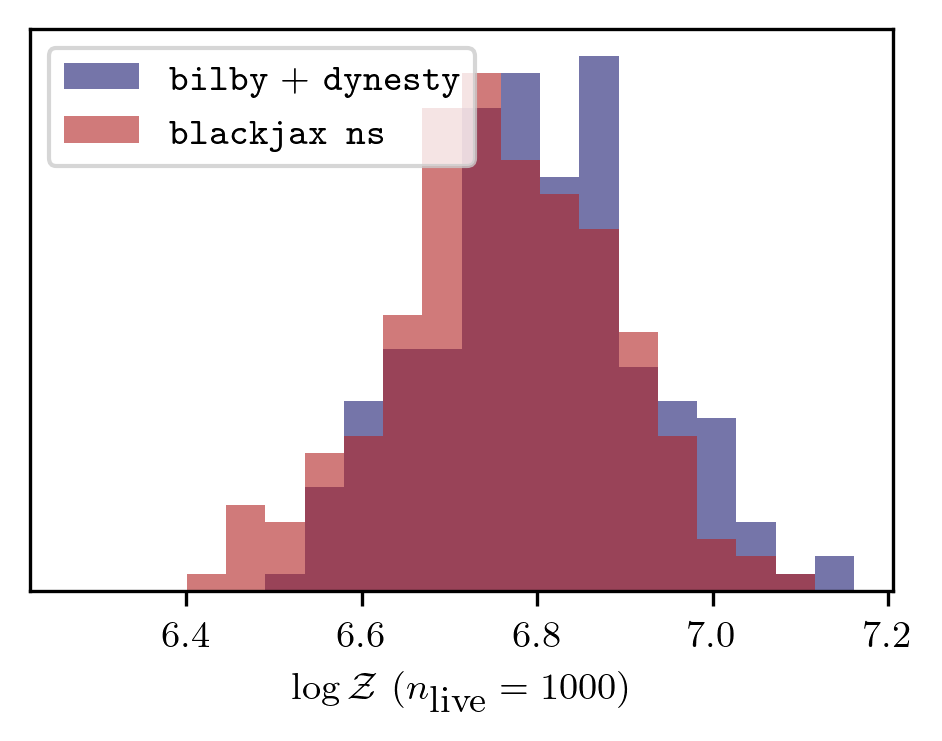 bilby + dynesty
blackjax ns
6.4 6.6 6.8 7.0 7.2
log 𝒵 (n_live = 1000)